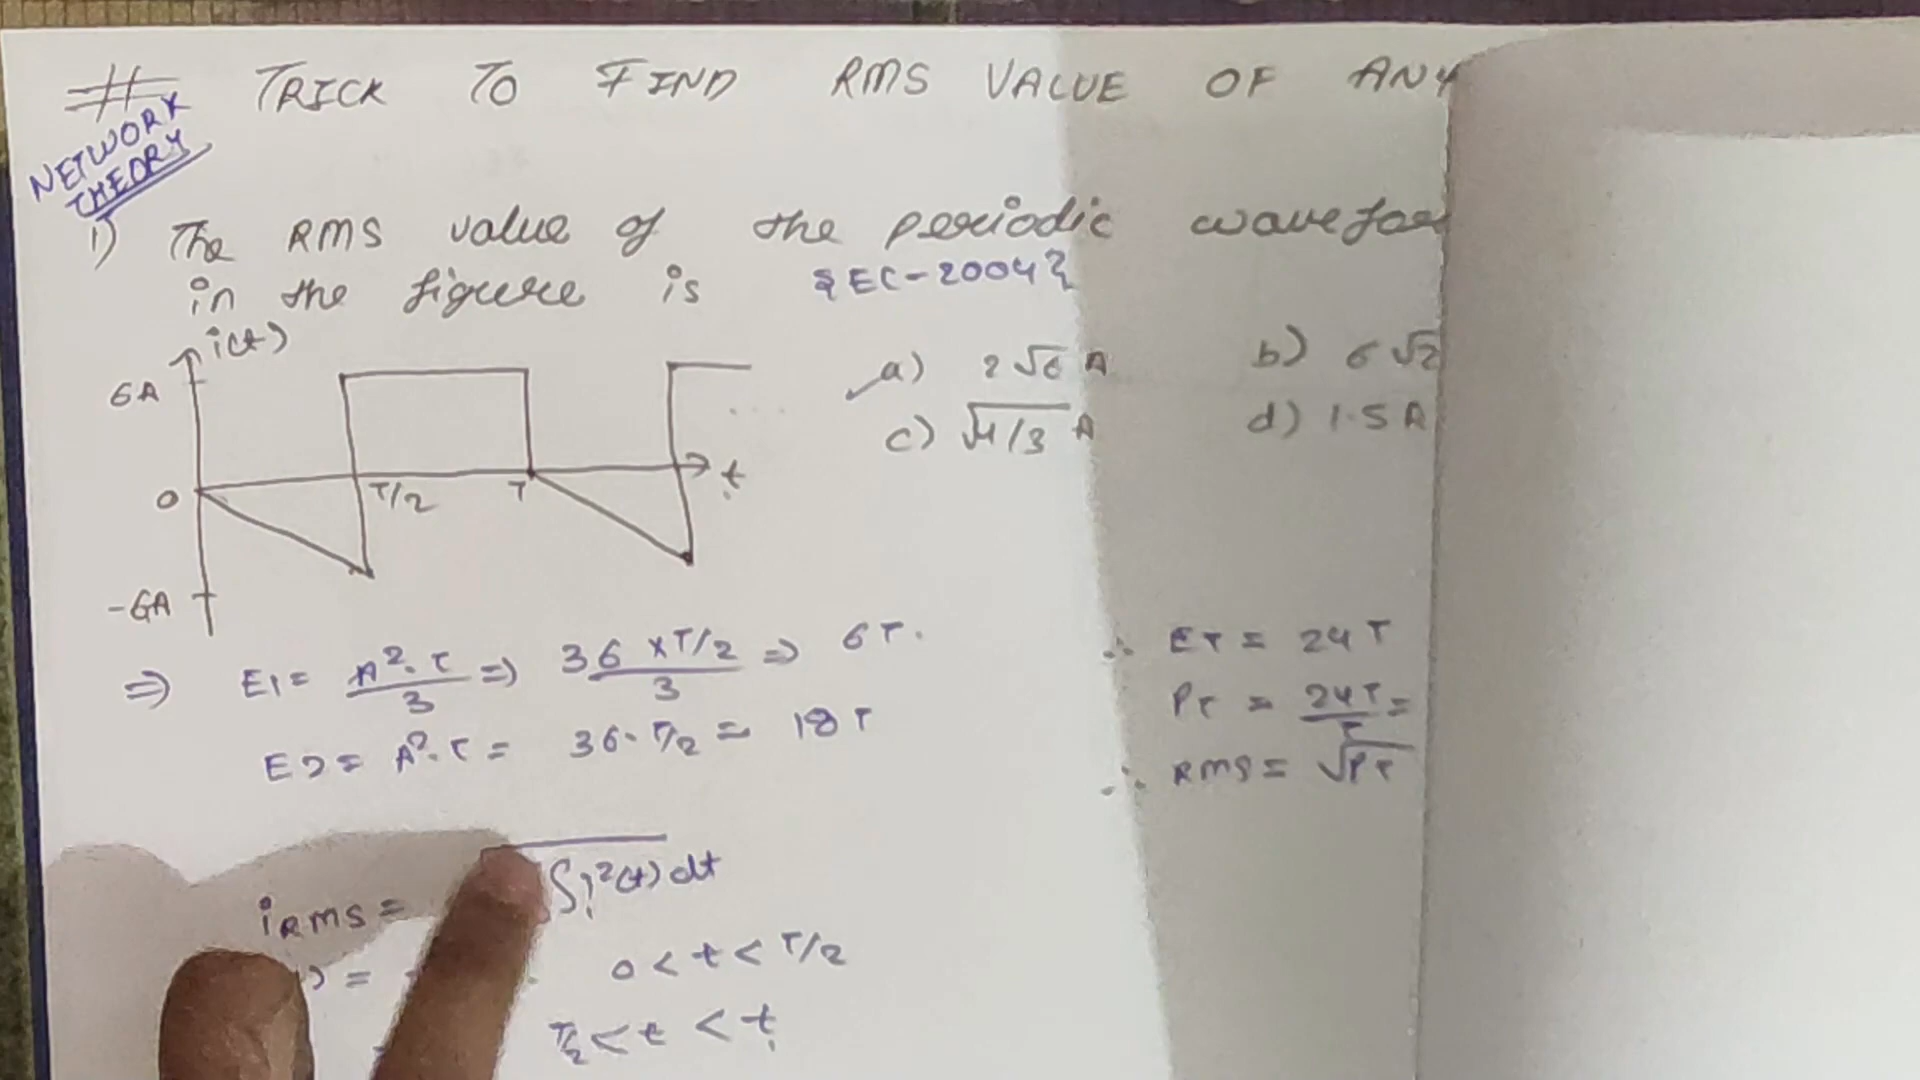 # TRICK TO FIND RMS VALUE OF ANY
NETWORK
THEORY
1) The RMS value of the periodic
in the figure is {EC-2004}
i(t)
6A
0
T/2
T
t
-6A
a) 2√6 A b) 6√2
c) √4/3 A d) 1.5 A
⇒ E1 = A².τ/3 ⇒ 36 × T/2 / 3 ⇒ 6T.
E2 = A².τ = 36. T/2 = 18T
∴ ET = 24T
PT = 24T/T =
∴ RMS = √PT
iRMS = ∫i²(t) dt
) = 0 < t < T/2
T/2 < t < t